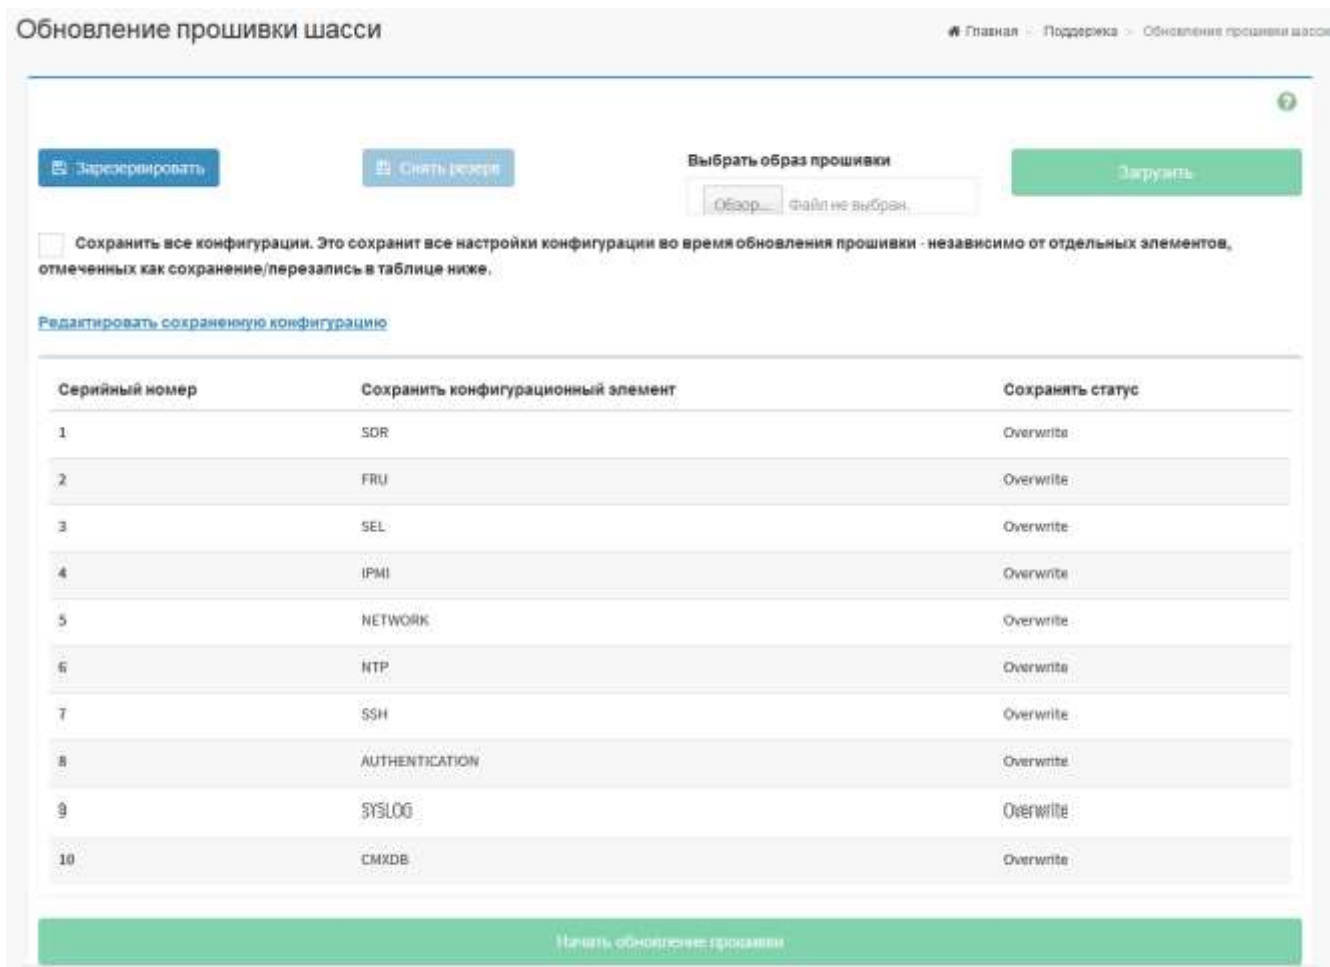 Обновление прошивки шасси
Главная - Поддержка - Обновление прошивки шасси
Зарезервировать
Снять резерв
Выбрать образ прошивки
Обзор... Файл не выбран.
Загрузить
Сохранить все конфигурации. Это сохранит все настройки конфигурации во время обновления прошивки - независимо от отдельных элементов,
отмеченных как сохранение/перезапись в таблице ниже.
Редактировать сохраненную конфигурацию
Серийный номер Сохранить конфигурационный элемент Сохранять статус
1 SDR Overwrite
2 FRU Overwrite
3 SEL Overwrite
4 IPMI Overwrite
5 NETWORK Overwrite
6 NTP Overwrite
7 SSH Overwrite
8 AUTHENTICATION Overwrite
9 SYSLOG Overwrite
10 CMXDB Overwrite
Начать обновление прошивки